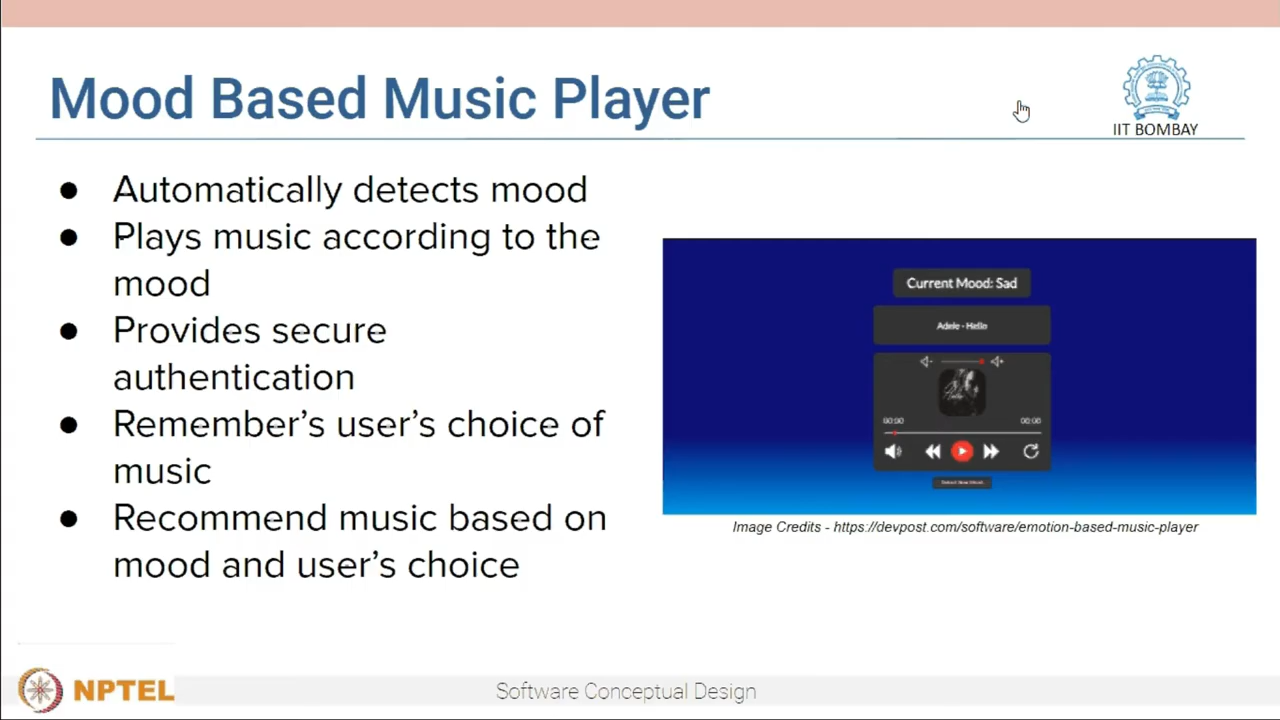 Mood Based Music Player
IIT BOMBAY
● Automatically detects mood
● Plays music according to the
mood
● Provides secure
authentication
● Remember’s user’s choice of
music
● Recommend music based on
mood and user’s choice
Current Mood: Sad
Adele - Hello
00:00 00:00
Image Credits - https://devpost.com/software/emotion-based-music-player
NPTEL
Software Conceptual Design